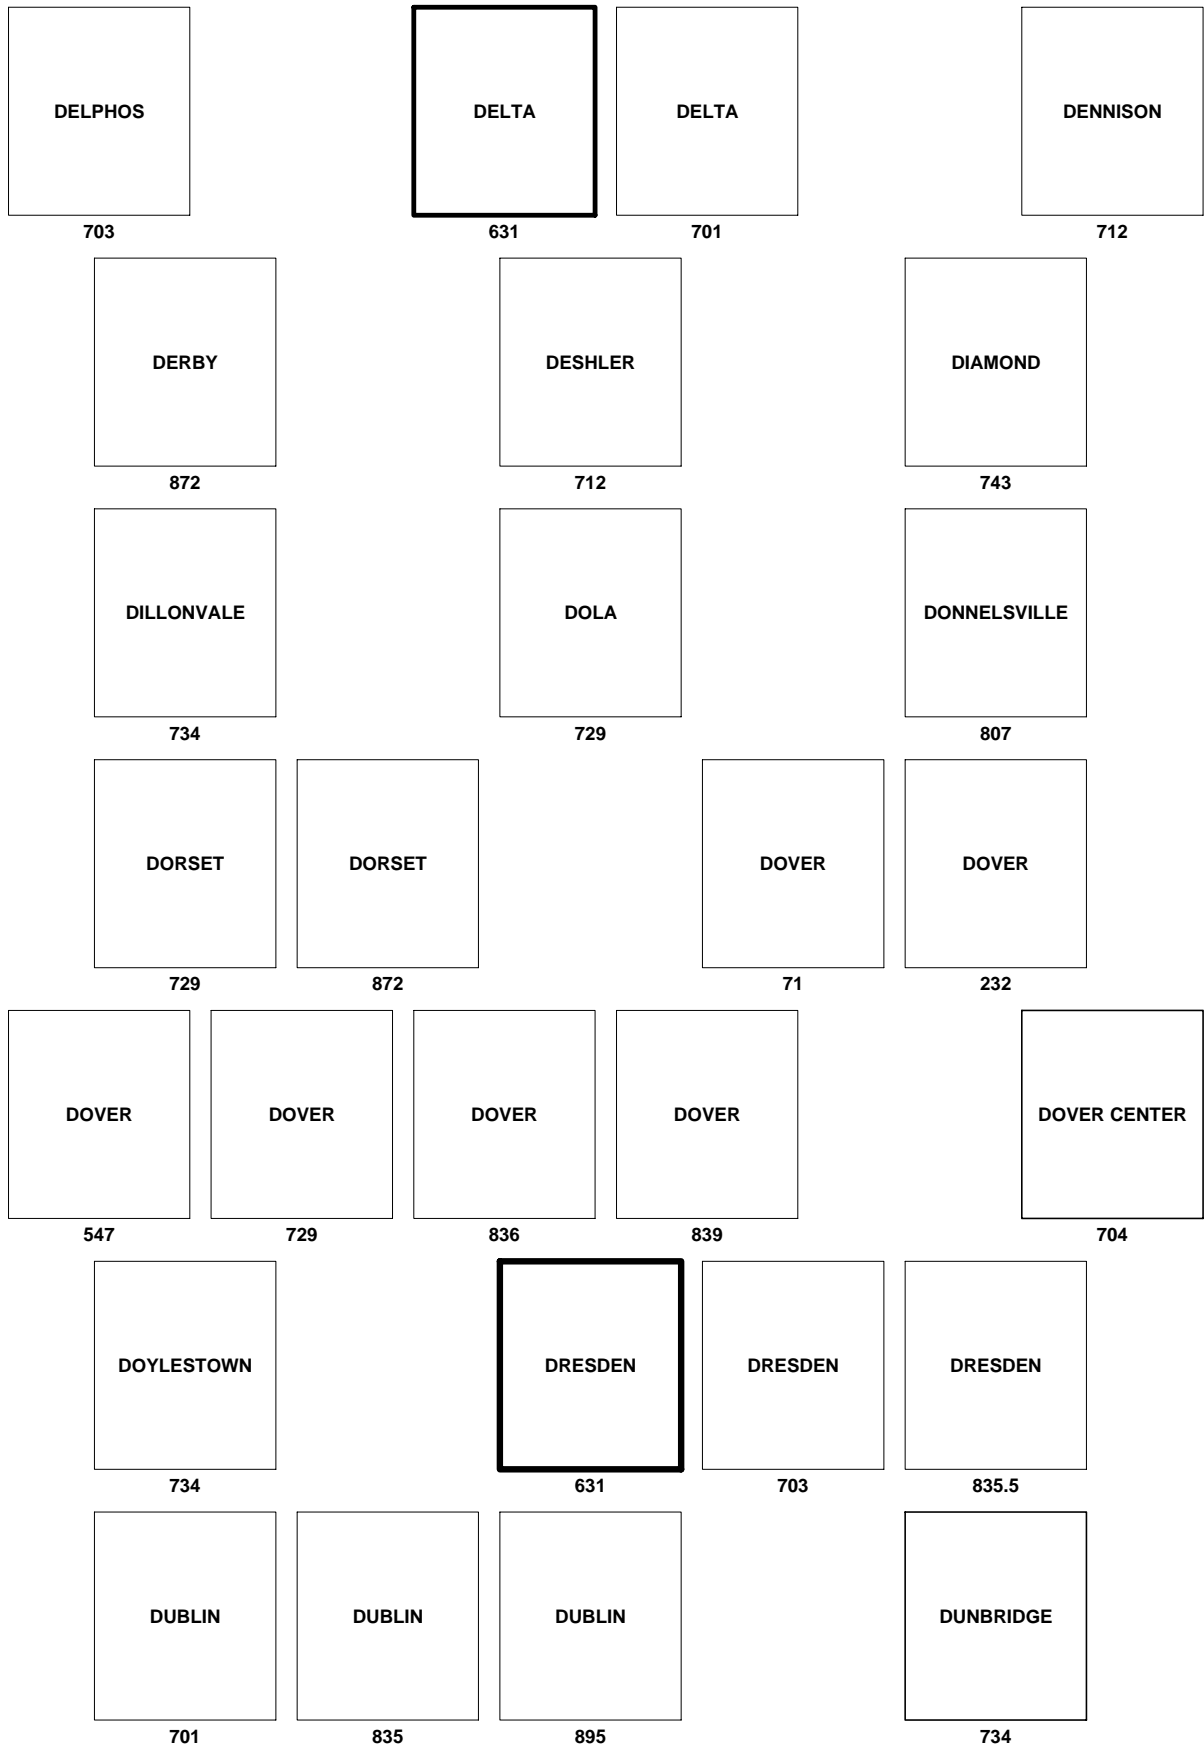 DELPHOS DELTA DELTA DENNISON
703 631 701 712
DERBY DESHLER DIAMOND
872 712 743
DILLONVALE DOLA DONNELSVILLE
734 729 807
DORSET DORSET DOVER DOVER
729 872 71 232
DOVER DOVER DOVER DOVER DOVER CENTER
547 729 836 839 704
DOYLESTOWN DRESDEN DRESDEN DRESDEN
734 631 703 835.5
DUBLIN DUBLIN DUBLIN DUNBRIDGE
701 835 895 734